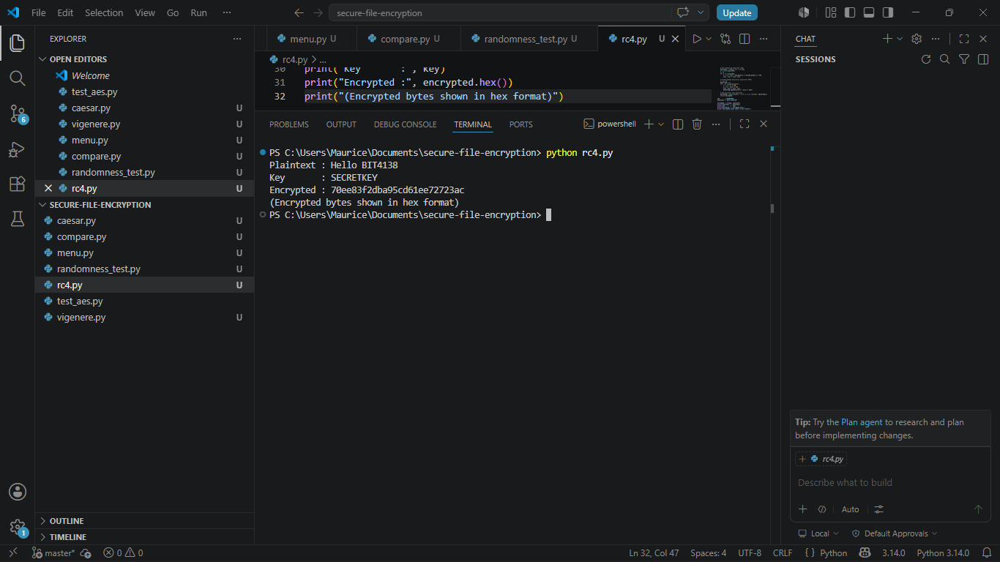 File Edit Selection View Go Run ···
secure-file-encryption
Update
EXPLORER ···
OPEN EDITORS
Welcome
test_aes.py
caesar.py U
vigenere.py U
menu.py U
compare.py U
randomness_test.py U
rc4.py U
SECURE-FILE-ENCRYPTION
caesar.py U
compare.py U
menu.py U
randomness_test.py U
rc4.py U
test_aes.py
vigenere.py U
OUTLINE
TIMELINE
6
1
menu.py U compare.py U randomness_test.py U rc4.py U
rc4.py > ...
30 print("Key : ", key)
31 print("Encrypted :", encrypted.hex())
32 print("(Encrypted bytes shown in hex format)")
PROBLEMS OUTPUT DEBUG CONSOLE TERMINAL PORTS
powershell
PS C:\Users\Maurice\Documents\secure-file-encryption> python rc4.py
Plaintext : Hello BIT4138
Key : SECRETKEY
Encrypted : 70ee83f2dba95cd61ee72723ac
(Encrypted bytes shown in hex format)
PS C:\Users\Maurice\Documents\secure-file-encryption>
CHAT
SESSIONS
Tip: Try the Plan agent to research and plan
before implementing changes.
rc4.py
Describe what to build
Auto
Local Default Approvals
master* 0 0 Ln 32, Col 47 Spaces: 4 UTF-8 CRLF { } Python 3.14.0 Python 3.14.0